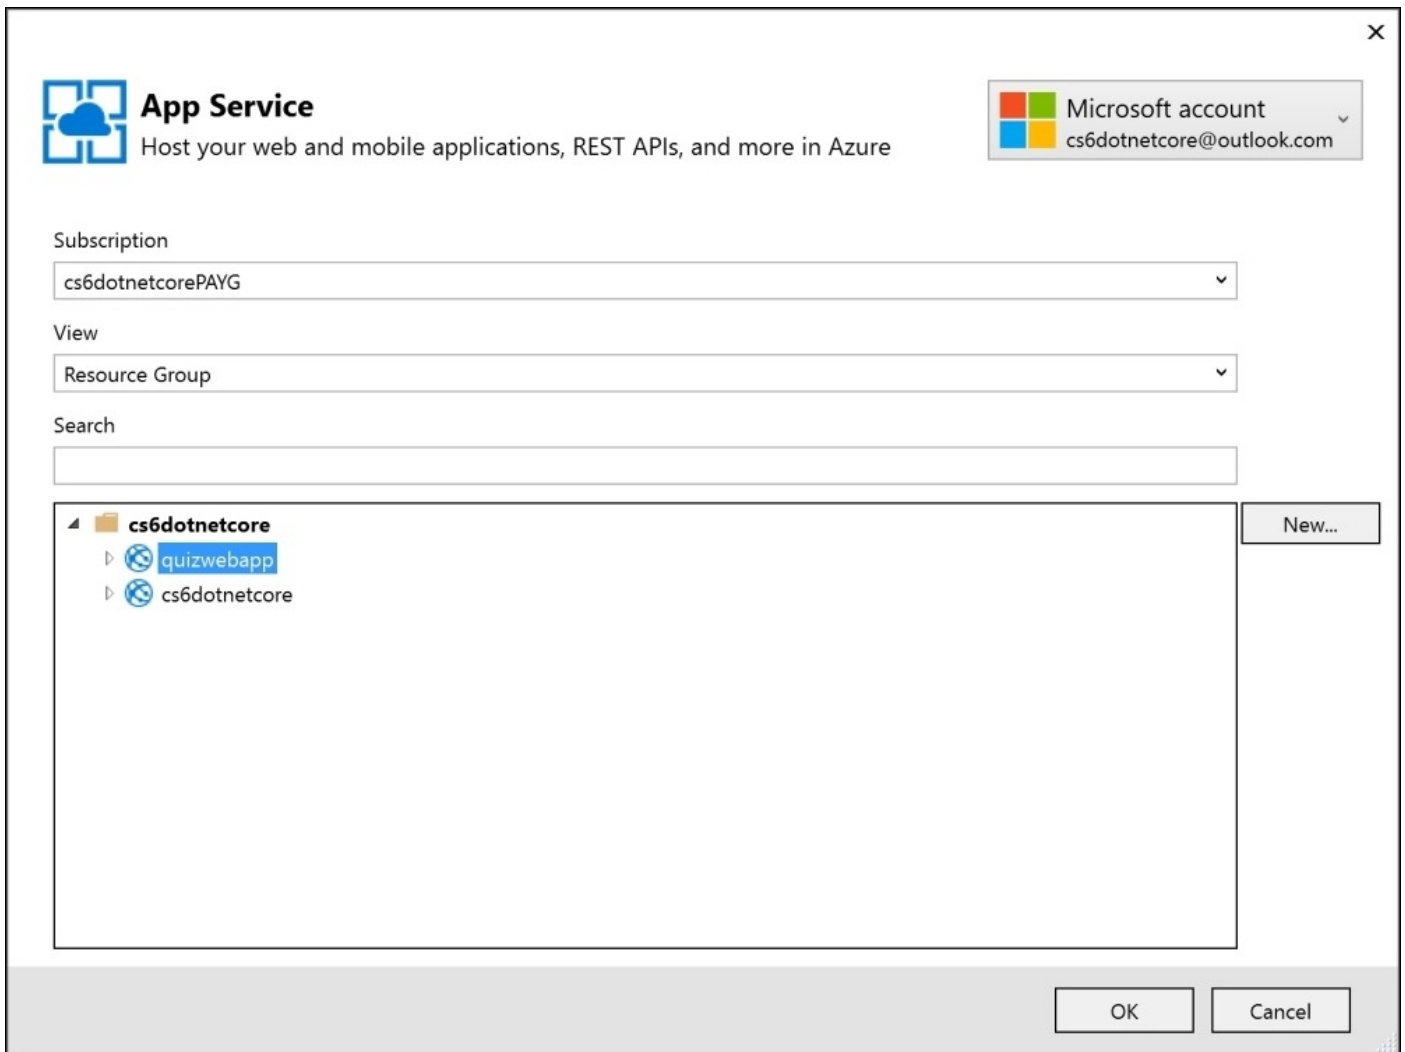 App Service
Host your web and mobile applications, REST APIs, and more in Azure
Microsoft account
cs6dotnetcore@outlook.com
Subscription
cs6dotnetcorePAYG
View
Resource Group
Search
cs6dotnetcore
New...
quizwebapp
cs6dotnetcore
OK
Cancel